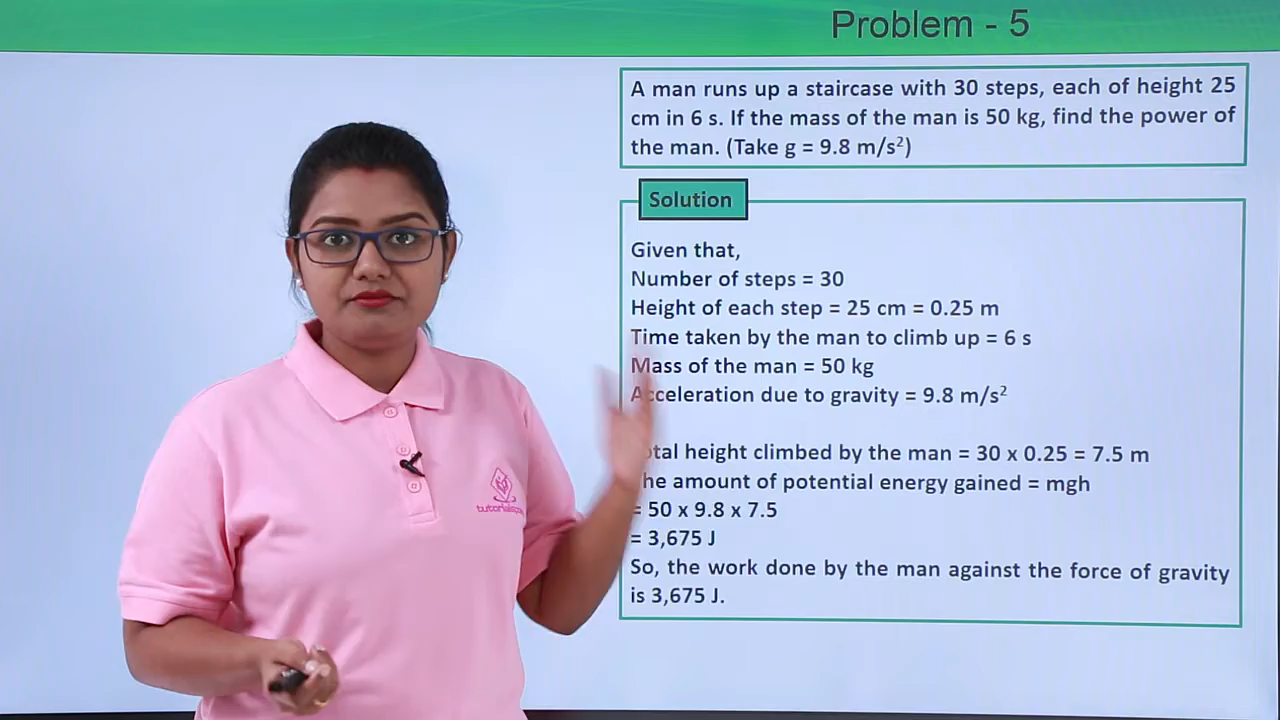 Problem - 5
A man runs up a staircase with 30 steps, each of height 25
cm in 6 s. If the mass of the man is 50 kg, find the power of
the man. (Take g = 9.8 m/s²)
Solution
Given that,
Number of steps = 30
Height of each step = 25 cm = 0.25 m
Time taken by the man to climb up = 6 s
Mass of the man = 50 kg
Acceleration due to gravity = 9.8 m/s²
height climbed by the man = 30 x 0.25 = 7.5 m
amount of potential energy gained = mgh
= 50 x 9.8 x 7.5
= 3,675 J
So, the work done by the man against the force of gravity
is 3,675 J.